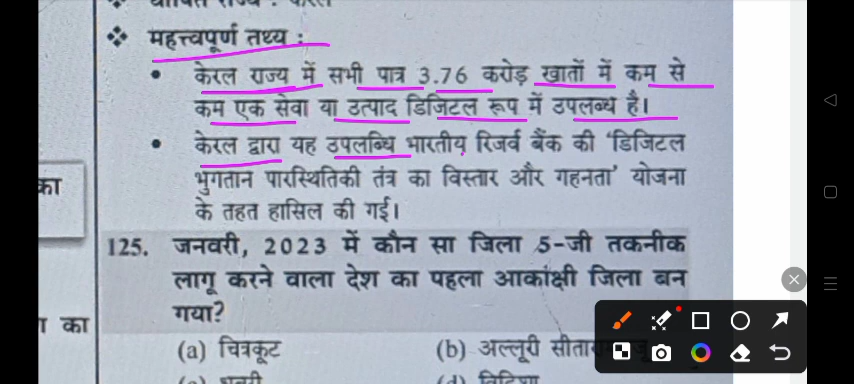 ❖ महत्त्वपूर्ण तथ्य :
• केरल राज्य में सभी पात्र 3.76 करोड़ खातों में कम से
कम एक सेवा या उत्पाद डिजिटल रूप में उपलब्ध है।
• केरल द्वारा यह उपलब्धि भारतीय रिजर्व बैंक की 'डिजिटल
भुगतान पारिस्थितिकी तंत्र का विस्तार और गहनता' योजना
के तहत हासिल की गई।
125. जनवरी, 2023 में कौन सा जिला 5-जी तकनीक
लागू करने वाला देश का पहला आकांक्षी जिला बन
गया?
(a) चित्रकूट (b) अल्लूरी
का
का